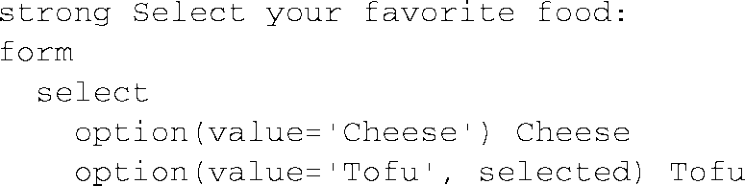 strong Select your favorite food:
form
  select
    option(value='Cheese') Cheese
    option(value='Tofu', selected) Tofu